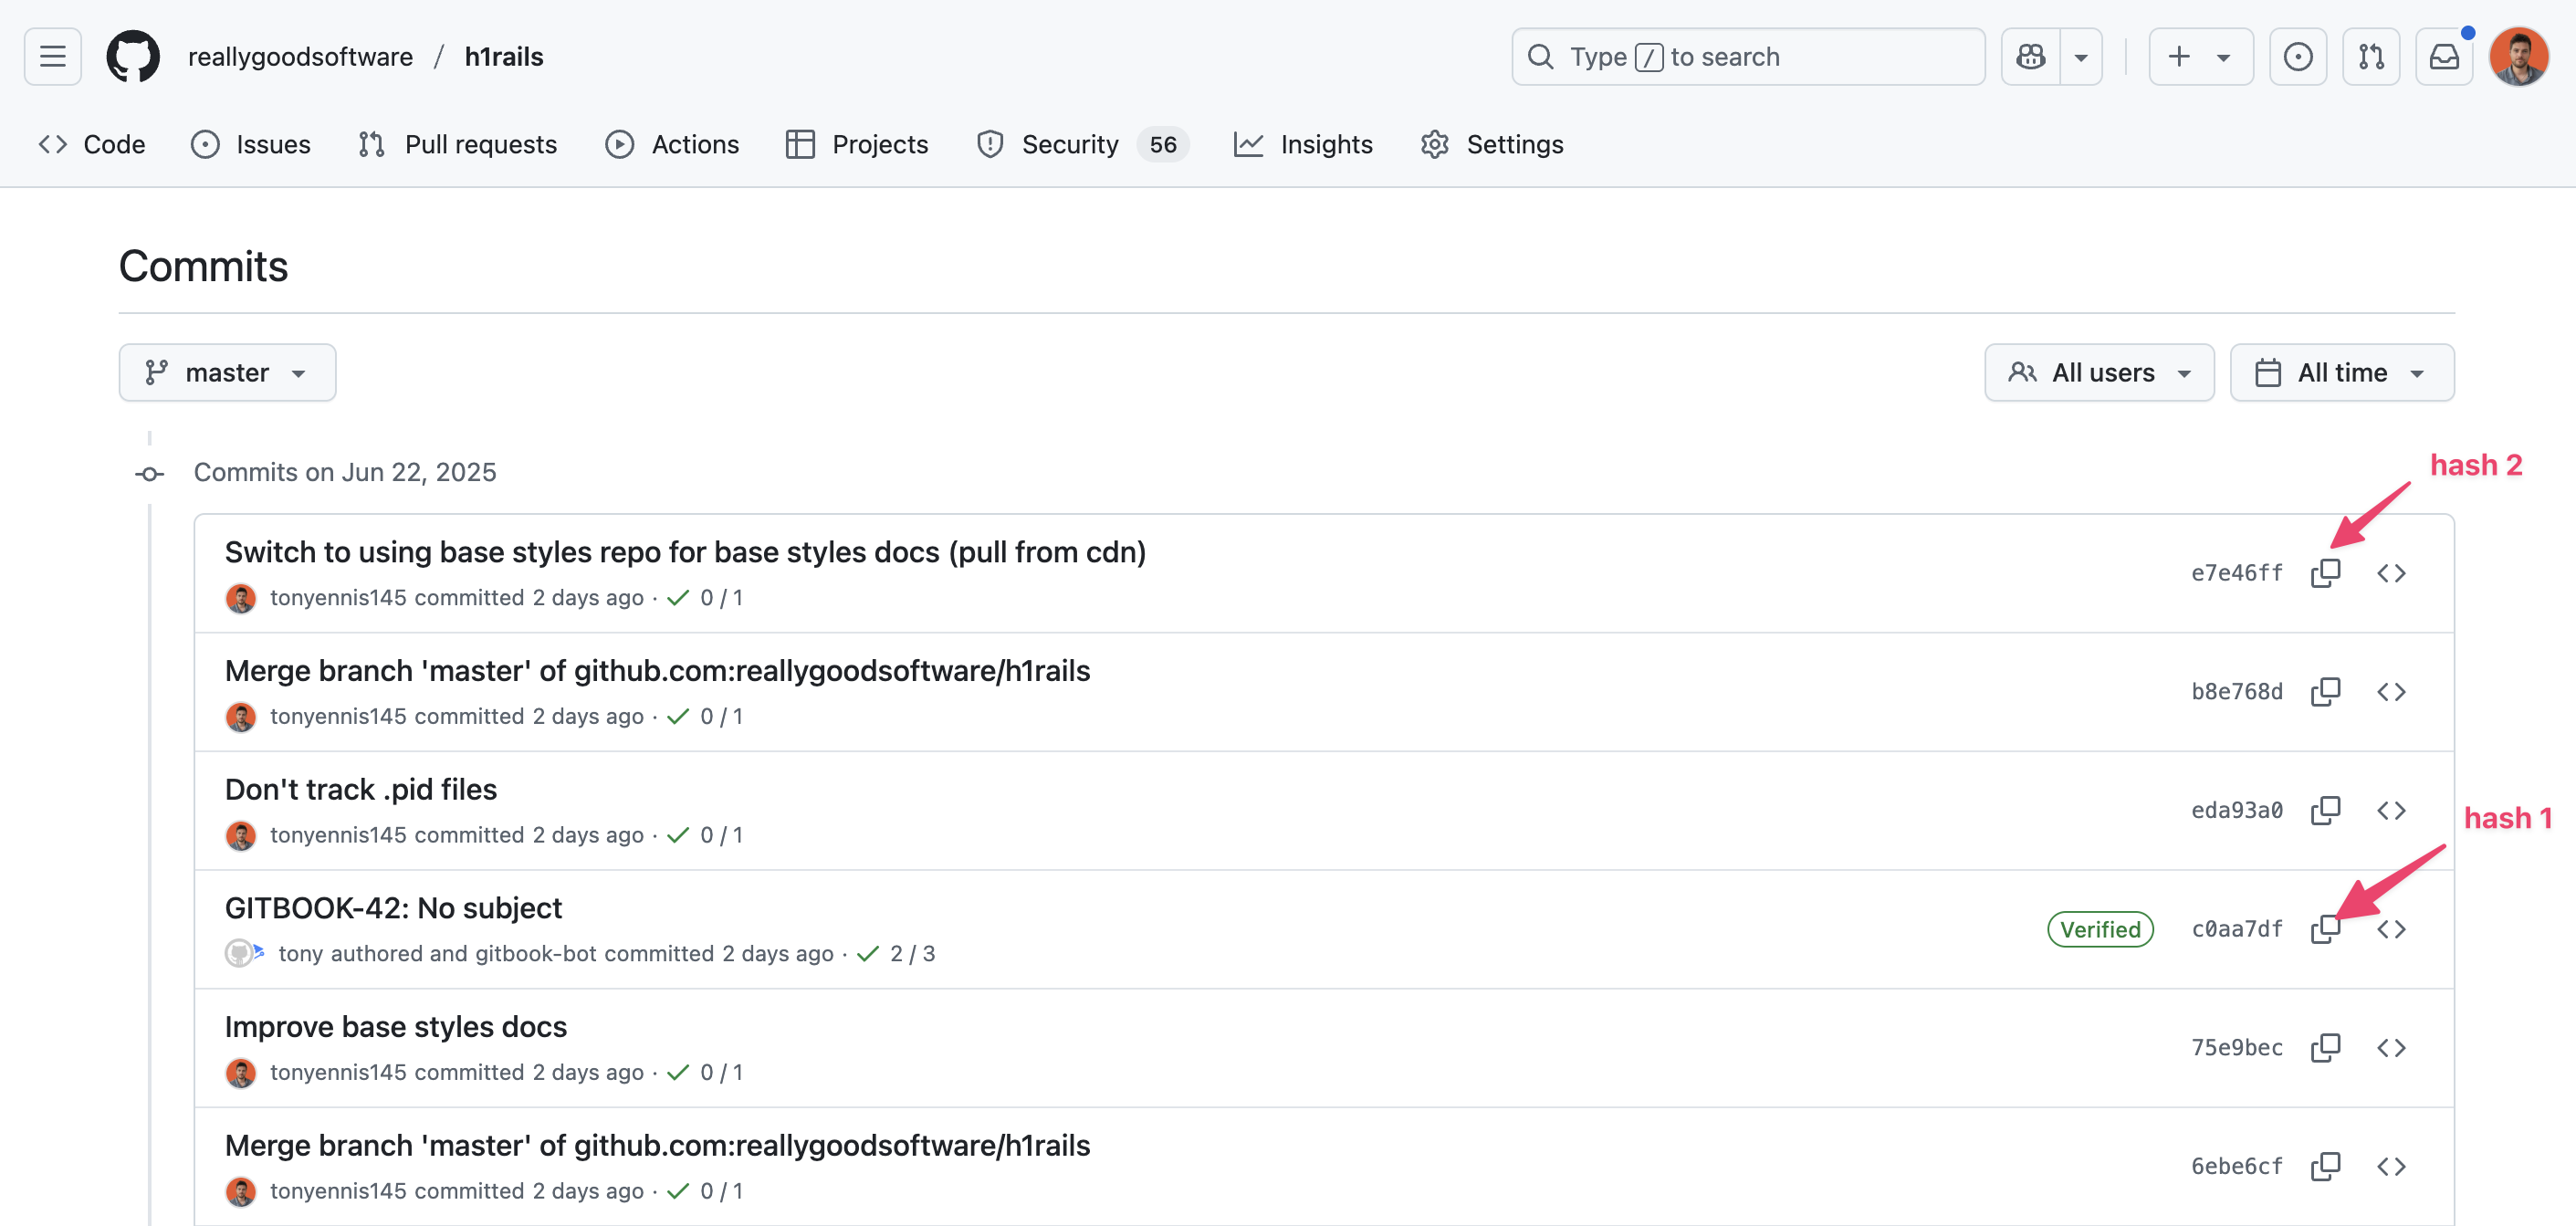 reallygoodsoftware / h1rails
Type / to search
Code Issues Pull requests Actions Projects Security 56 Insights Settings
Commits
master
All users All time
hash 2
Commits on Jun 22, 2025
Switch to using base styles repo for base styles docs (pull from cdn)
tonyennis145 committed 2 days ago · 0 / 1
e7e46ff
Merge branch 'master' of github.com:reallygoodsoftware/h1rails
tonyennis145 committed 2 days ago · 0 / 1
b8e768d
Don't track .pid files
tonyennis145 committed 2 days ago · 0 / 1
eda93a0
hash 1
GITBOOK-42: No subject
tony authored and gitbook-bot committed 2 days ago · 2 / 3
Verified c0aa7df
Improve base styles docs
tonyennis145 committed 2 days ago · 0 / 1
75e9bec
Merge branch 'master' of github.com:reallygoodsoftware/h1rails
tonyennis145 committed 2 days ago · 0 / 1
6ebe6cf